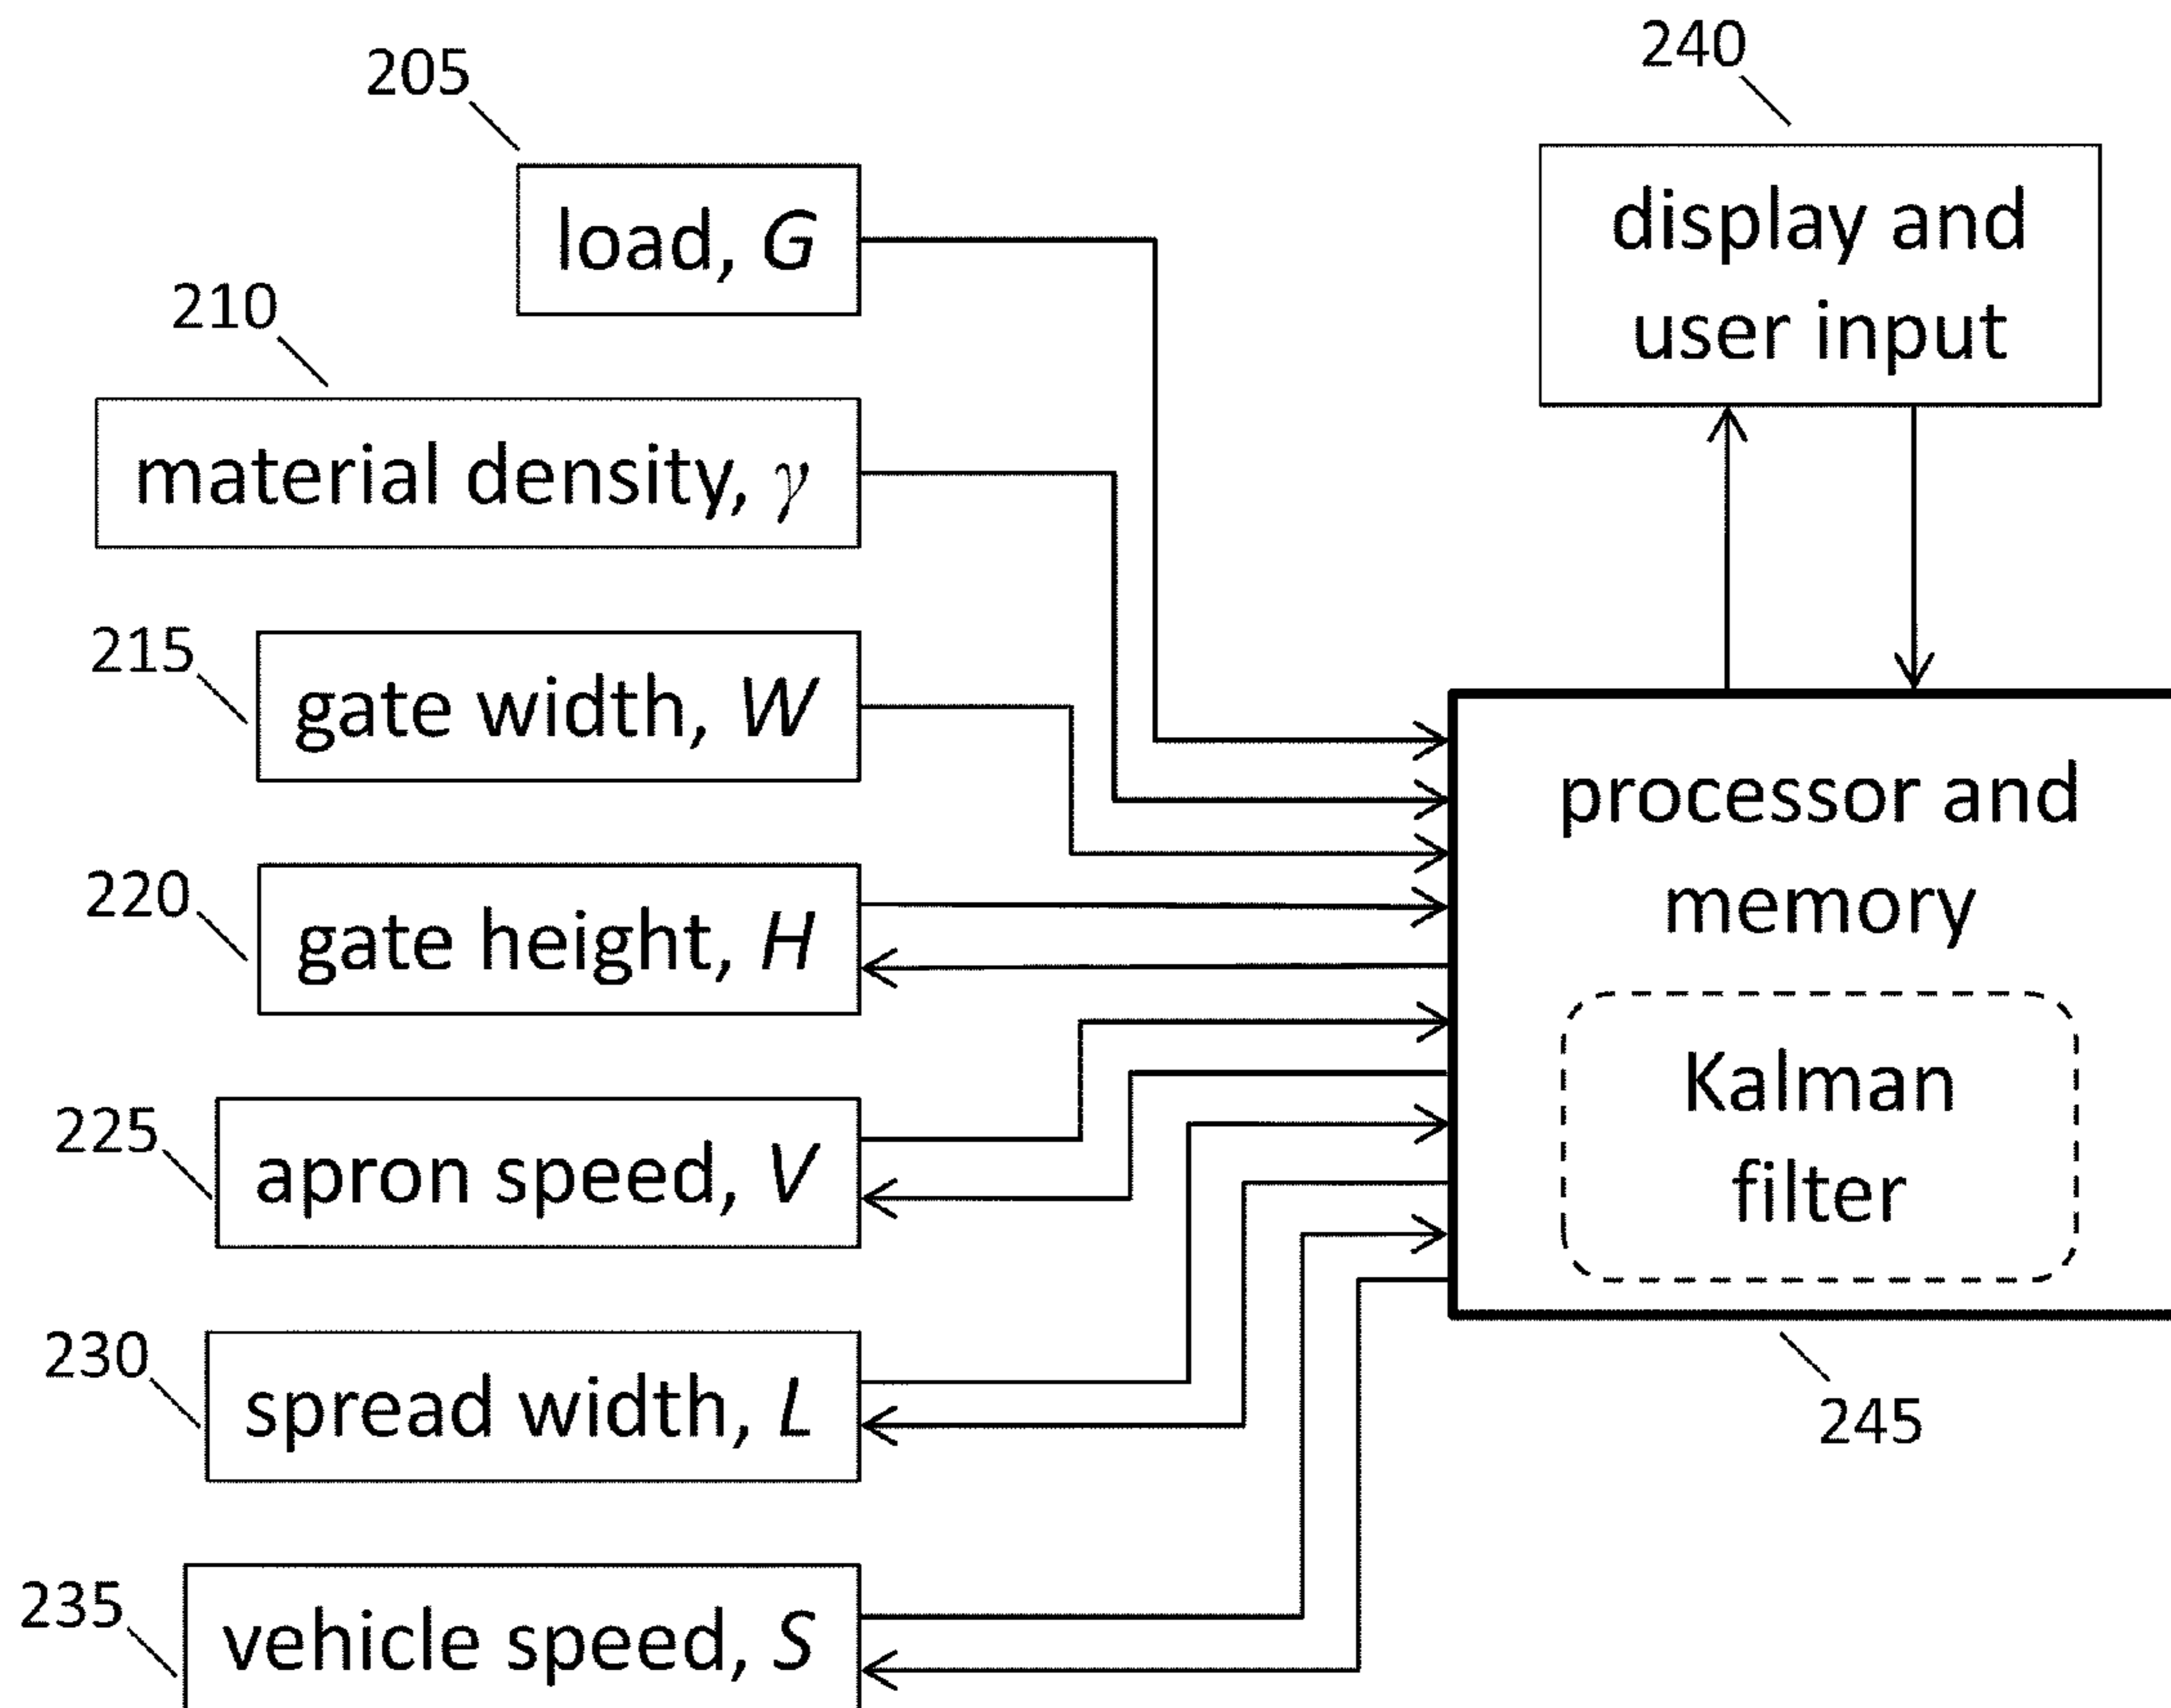 205
load, G
210
material density, γ
215
gate width, W
220
gate height, H
225
apron speed, V
230
spread width, L
235
vehicle speed, S
240
display and
user input
processor and
memory
Kalman
filter
245